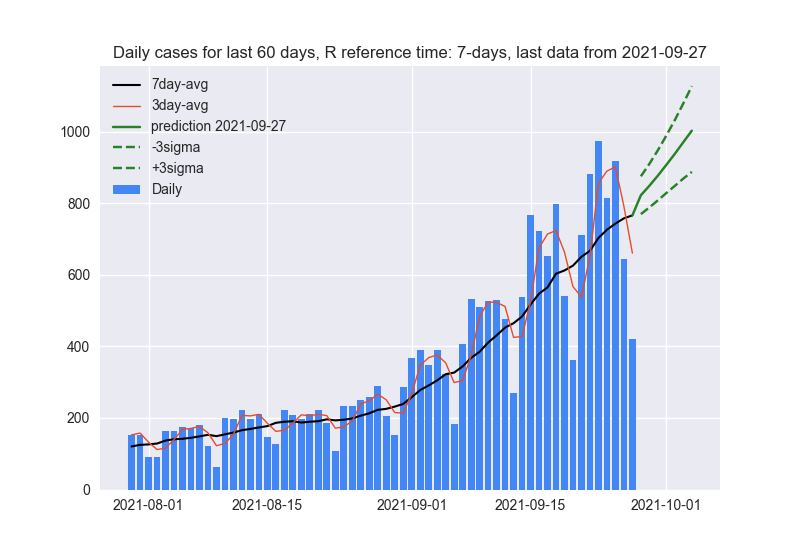 Daily cases for last 60 days, R reference time: 7-days, last data from 2021-09-27
7day-avg
3day-avg
prediction 2021-09-27
-3sigma
+3sigma
Daily
1000
800
600
400
200
0
2021-08-01 2021-08-15 2021-09-01 2021-09-15 2021-10-01